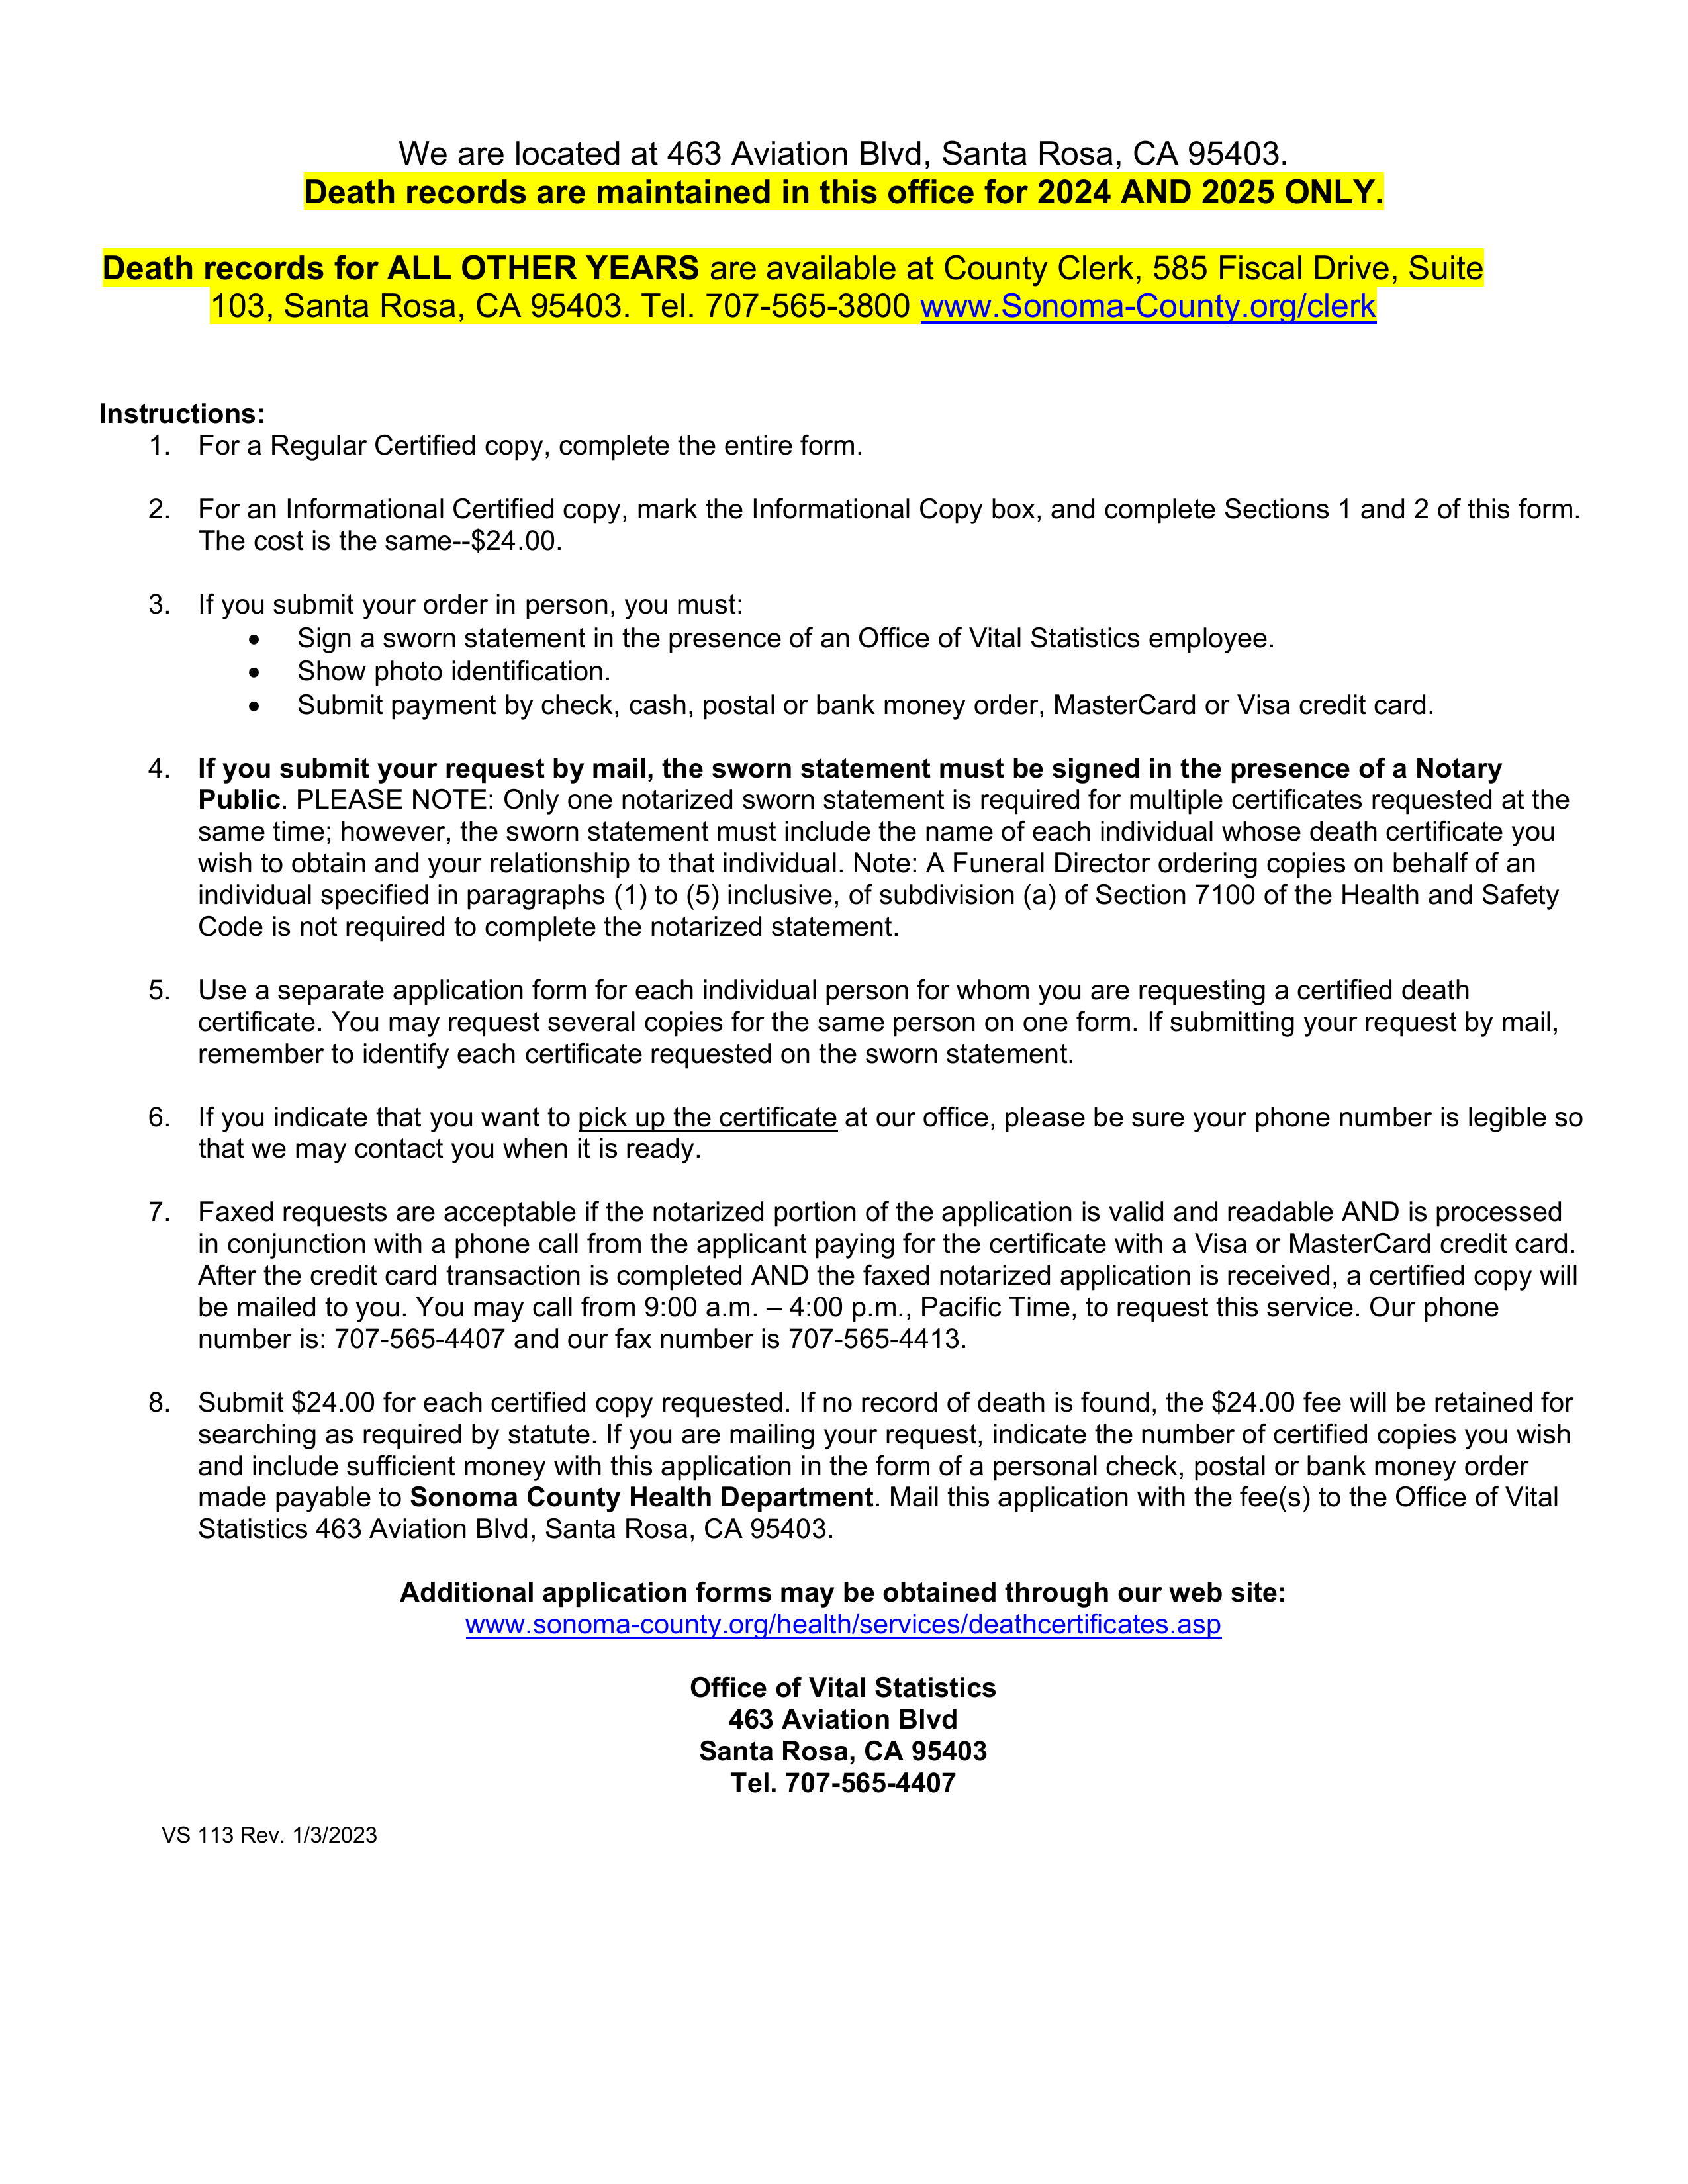 We are located at 463 Aviation Blvd, Santa Rosa, CA 95403.
Death records are maintained in this office for 2024 AND 2025 ONLY.
Death records for ALL OTHER YEARS are available at County Clerk, 585 Fiscal Drive, Suite
103, Santa Rosa, CA 95403. Tel. 707-565-3800 www.Sonoma-County.org/clerk
Instructions:
1. For a Regular Certified copy, complete the entire form.
2. For an Informational Certified copy, mark the Informational Copy box, and complete Sections 1 and 2 of this form.
The cost is the same--$24.00.
3. If you submit your order in person, you must:
• Sign a sworn statement in the presence of an Office of Vital Statistics employee.
• Show photo identification.
• Submit payment by check, cash, postal or bank money order, MasterCard or Visa credit card.
4. If you submit your request by mail, the sworn statement must be signed in the presence of a Notary
Public. PLEASE NOTE: Only one notarized sworn statement is required for multiple certificates requested at the
same time; however, the sworn statement must include the name of each individual whose death certificate you
wish to obtain and your relationship to that individual. Note: A Funeral Director ordering copies on behalf of an
individual specified in paragraphs (1) to (5) inclusive, of subdivision (a) of Section 7100 of the Health and Safety
Code is not required to complete the notarized statement.
5. Use a separate application form for each individual person for whom you are requesting a certified death
certificate. You may request several copies for the same person on one form. If submitting your request by mail,
remember to identify each certificate requested on the sworn statement.
6. If you indicate that you want to pick up the certificate at our office, please be sure your phone number is legible so
that we may contact you when it is ready.
7. Faxed requests are acceptable if the notarized portion of the application is valid and readable AND is processed
in conjunction with a phone call from the applicant paying for the certificate with a Visa or MasterCard credit card.
After the credit card transaction is completed AND the faxed notarized application is received, a certified copy will
be mailed to you. You may call from 9:00 a.m. – 4:00 p.m., Pacific Time, to request this service. Our phone
number is: 707-565-4407 and our fax number is 707-565-4413.
8. Submit $24.00 for each certified copy requested. If no record of death is found, the $24.00 fee will be retained for
searching as required by statute. If you are mailing your request, indicate the number of certified copies you wish
and include sufficient money with this application in the form of a personal check, postal or bank money order
made payable to Sonoma County Health Department. Mail this application with the fee(s) to the Office of Vital
Statistics 463 Aviation Blvd, Santa Rosa, CA 95403.
Additional application forms may be obtained through our web site:
www.sonoma-county.org/health/services/deathcertificates.asp
Office of Vital Statistics
463 Aviation Blvd
Santa Rosa, CA 95403
Tel. 707-565-4407
VS 113 Rev. 1/3/2023